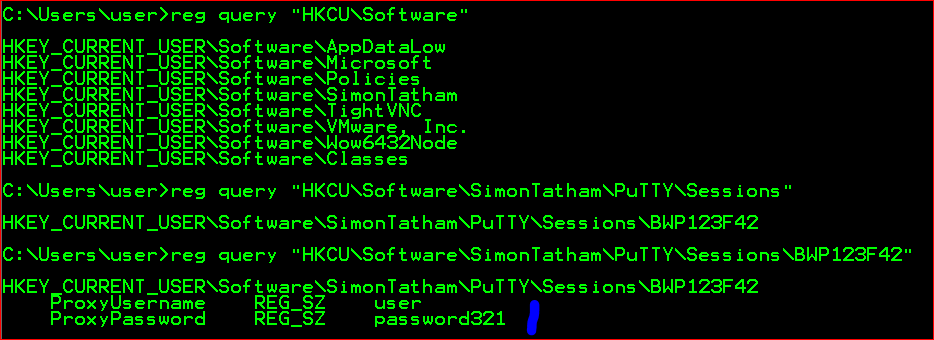 C:\Users\user>reg query "HKCU\Software"
HKEY_CURRENT_USER\Software\AppDataLow
HKEY_CURRENT_USER\Software\Microsoft
HKEY_CURRENT_USER\Software\Policies
HKEY_CURRENT_USER\Software\SimonTatham
HKEY_CURRENT_USER\Software\TightVNC
HKEY_CURRENT_USER\Software\VMware, Inc.
HKEY_CURRENT_USER\Software\Wow6432Node
HKEY_CURRENT_USER\Software\Classes
C:\Users\user>reg query "HKCU\Software\SimonTatham\PuTTY\Sessions"
HKEY_CURRENT_USER\Software\SimonTatham\PuTTY\Sessions\BWP123F42
C:\Users\user>reg query "HKCU\Software\SimonTatham\PuTTY\Sessions\BWP123F42"
HKEY_CURRENT_USER\Software\SimonTatham\PuTTY\Sessions\BWP123F42
ProxyUsername REG_SZ user
ProxyPassword REG_SZ password321